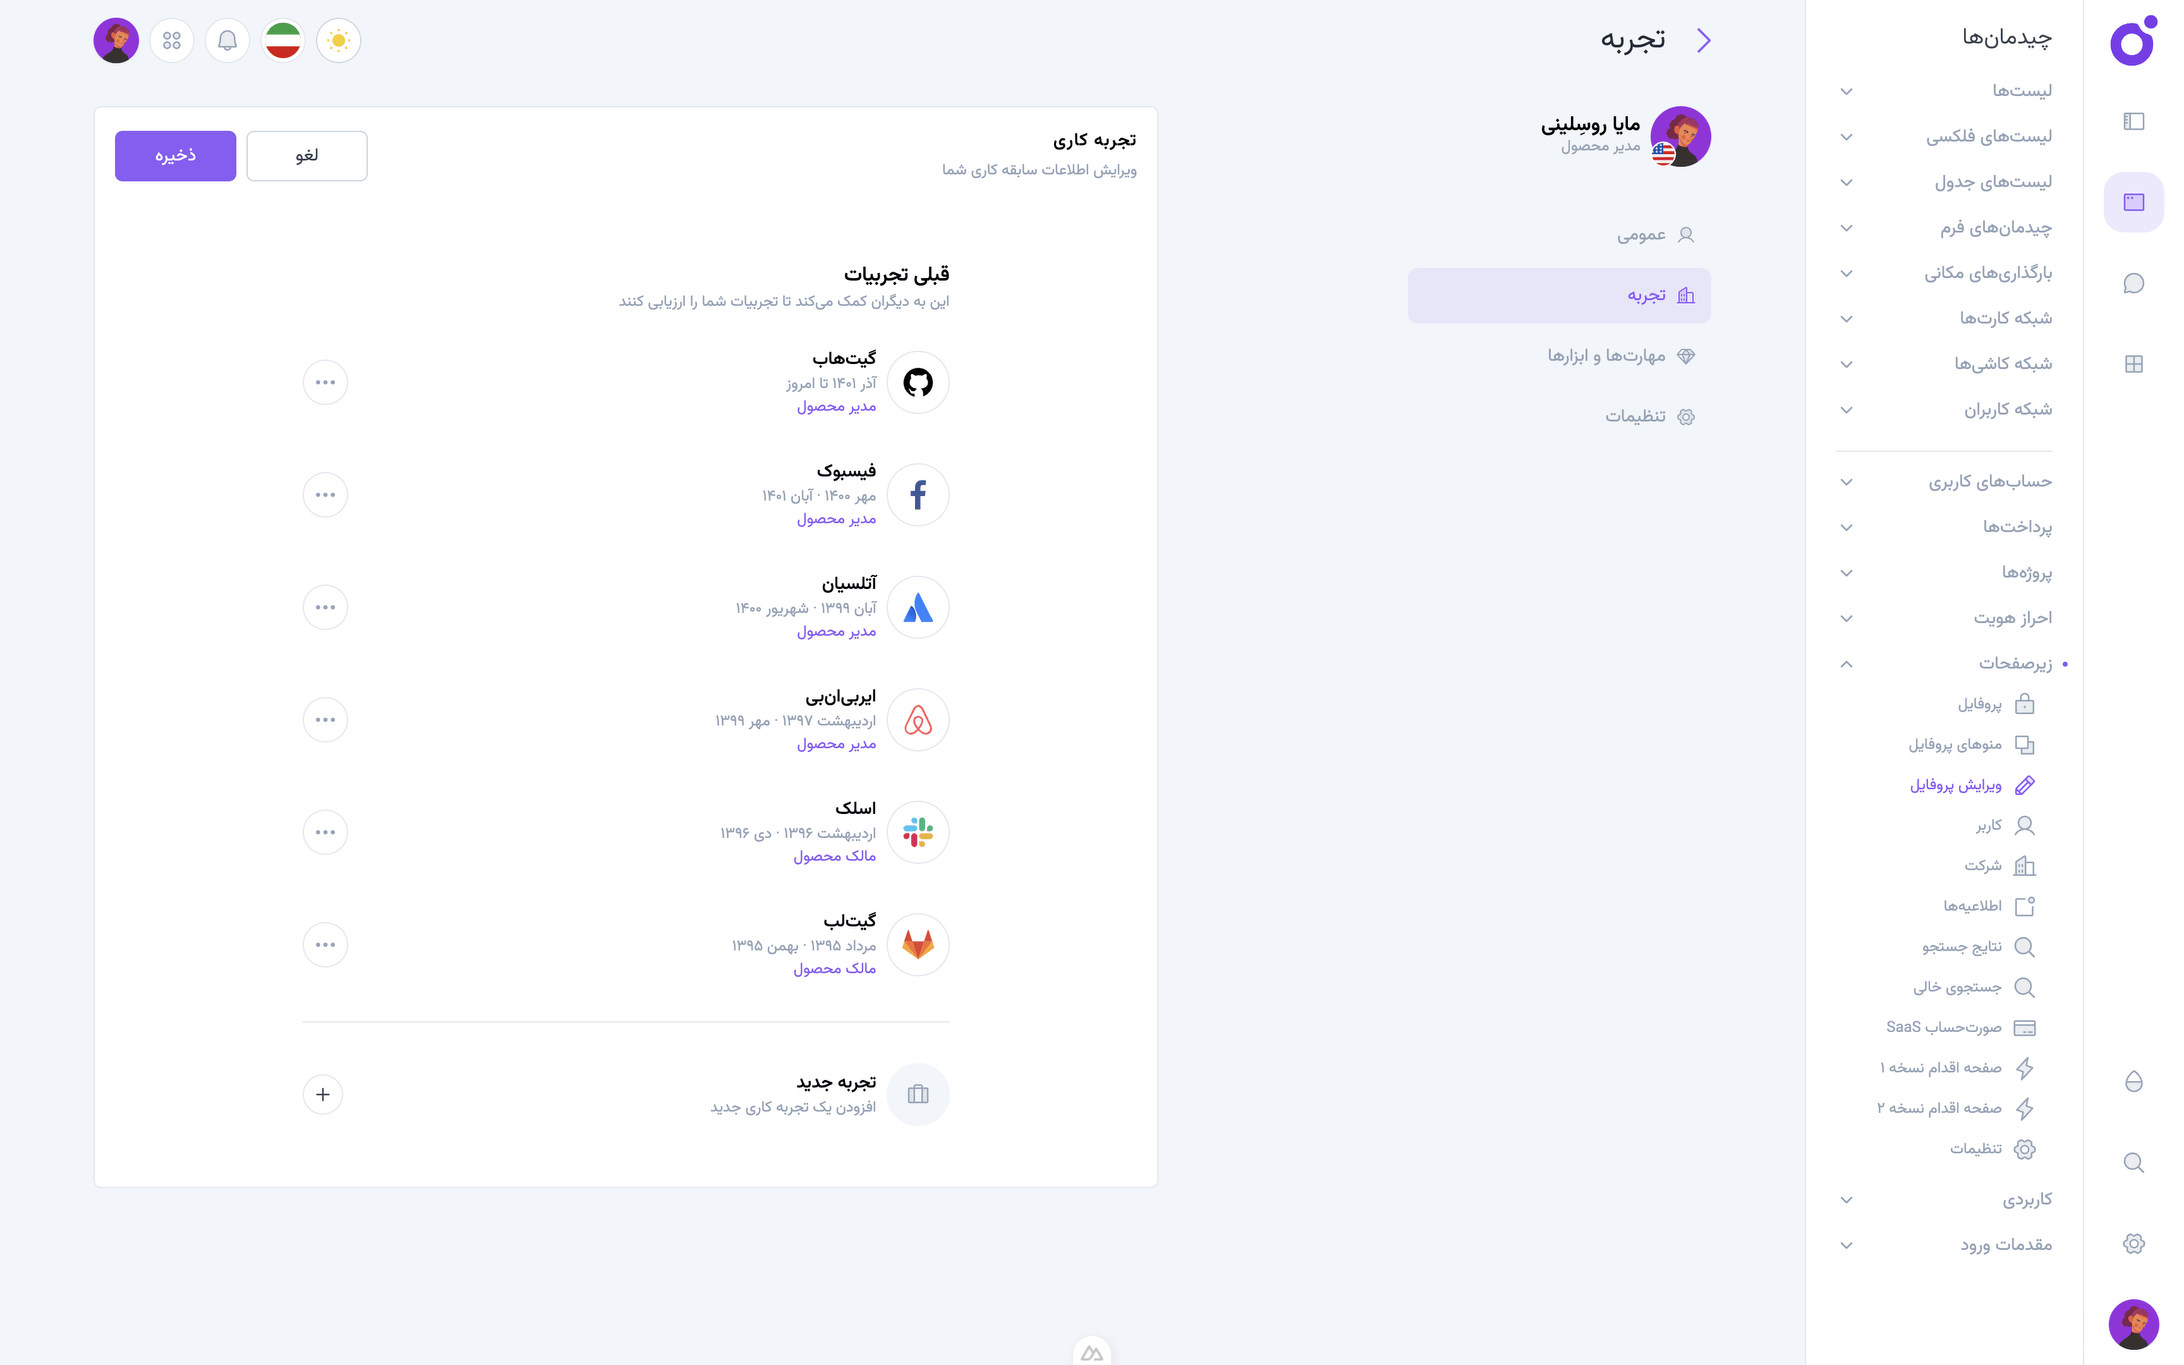 چیدمان‌ها
لیست‌ها
لیست‌های فلکسی
لیست‌های جدول
چیدمان‌های فرم
بارگذاری‌های مکانی
شبکه کارت‌ها
شبکه کاشی‌ها
شبکه کاربران
حساب‌های کاربری
پرداخت‌ها
پروژه‌ها
احراز هویت
زیرصفحات
پروفایل
منوهای پروفایل
ویرایش پروفایل
کاربر
شرکت
اطلاعیه‌ها
نتایج جستجو
جستجوی خالی
صورت‌حساب SaaS
صفحه اقدام نسخه ۱
صفحه اقدام نسخه ۲
تنظیمات
کاربردی
مقدمات ورود
تجربه
مایا روسِلینی
مدیر محصول
عمومی
تجربه
مهارت‌ها و ابزارها
تنظیمات
تجربه کاری
ویرایش اطلاعات سابقه کاری شما
لغو
ذخیره
قبلی تجربیات
این به دیگران کمک می‌کند تا تجربیات شما را ارزیابی کنند
گیت‌هاب
آذر ۱۴۰۱ تا امروز
مدیر محصول
فیسبوک
مهر ۱۴۰۰ · آبان ۱۴۰۱
مدیر محصول
آتلسیان
آبان ۱۳۹۹ · شهریور ۱۴۰۰
مدیر محصول
ایربی‌ان‌بی
اردیبهشت ۱۳۹۷ · مهر ۱۳۹۹
مدیر محصول
اسلک
اردیبهشت ۱۳۹۶ · دی ۱۳۹۶
مالک محصول
گیت‌لب
مرداد ۱۳۹۵ · بهمن ۱۳۹۵
مالک محصول
تجربه جدید
افزودن یک تجربه کاری جدید